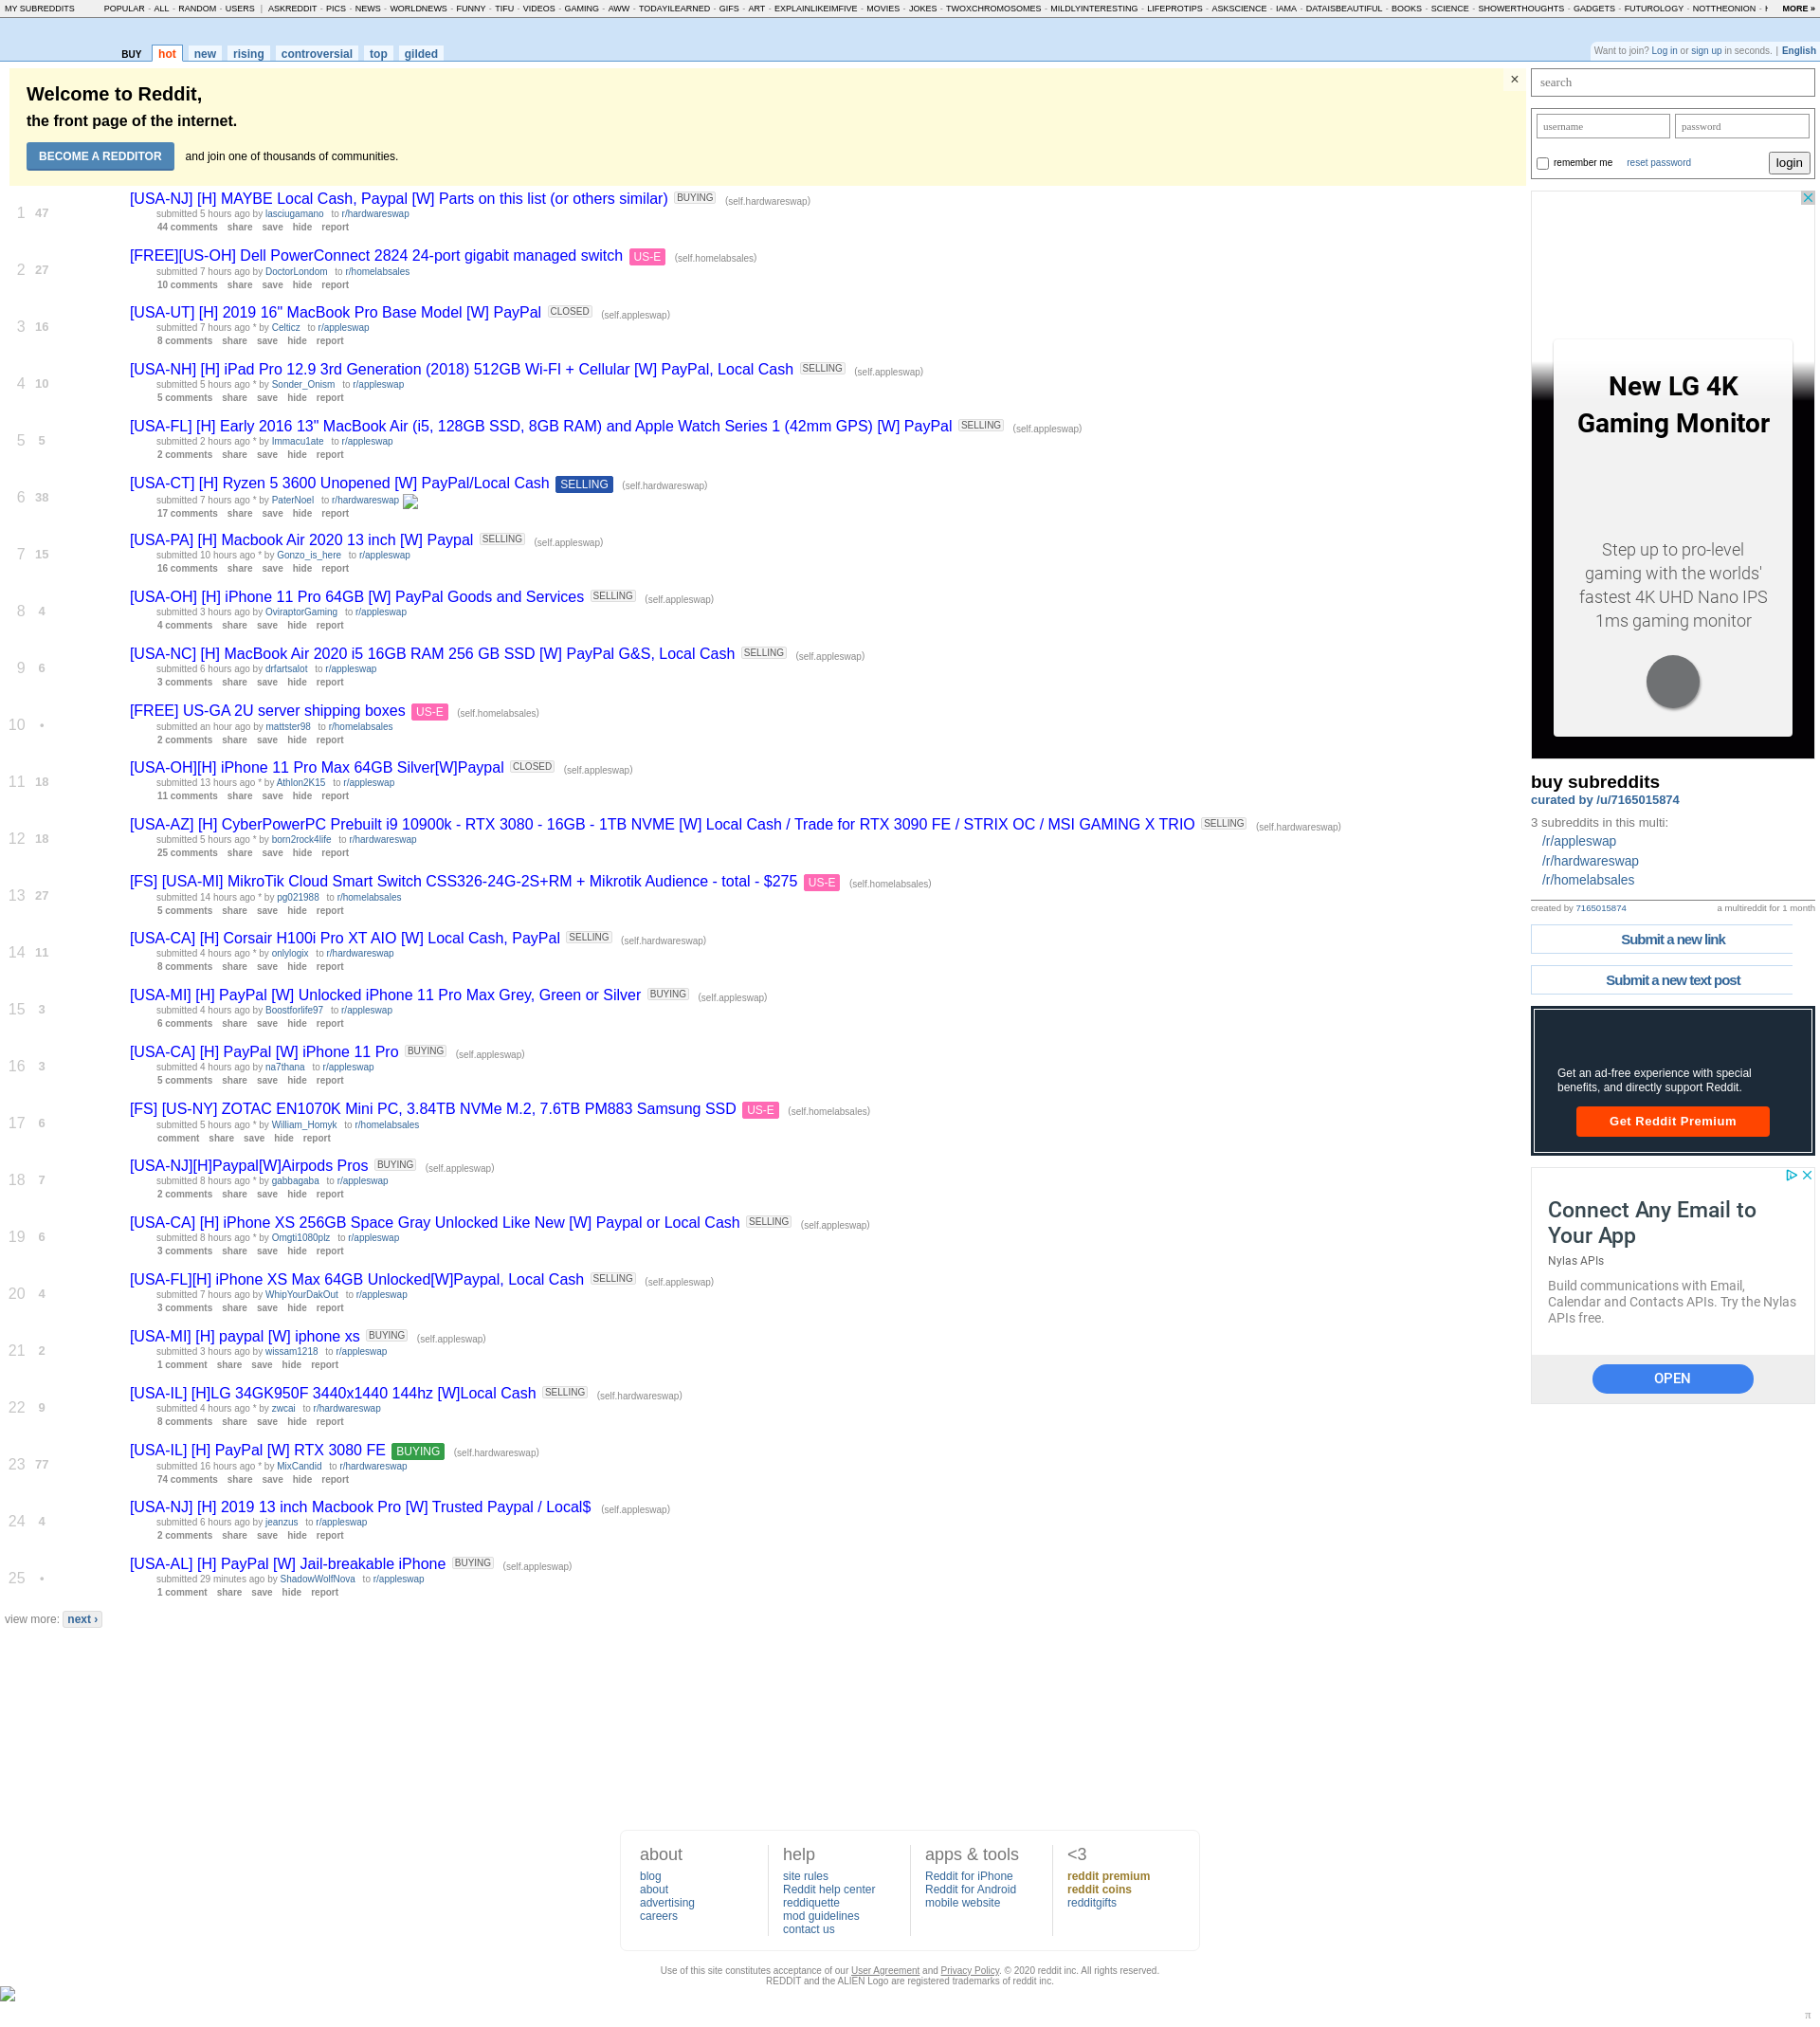 MY SUBREDDITS POPULAR - ALL - RANDOM - USERS | ASKREDDIT - PICS - NEWS - WORLDNEWS - FUNNY - TIFU - VIDEOS - GAMING - AWW - TODAYILEARNED - GIFS - ART - EXPLAINLIKEIMFIVE - MOVIES - JOKES - TWOXCHROMOSOMES - MILDLYINTERESTING - LIFEPROTIPS - ASKSCIENCE - IAMA - DATAISBEAUTIFUL - BOOKS - SCIENCE - SHOWERTHOUGHTS - GADGETS - FUTUROLOGY - NOTTHEONION - MORE »
BUY hot new rising controversial top gilded
Want to join? Log in or sign up in seconds. | English
Welcome to Reddit,
the front page of the internet.
BECOME A REDDITOR and join one of thousands of communities.
×
1 47 [USA-NJ] [H] MAYBE Local Cash, Paypal [W] Parts on this list (or others similar) BUYING (self.hardwareswap)
submitted 5 hours ago by lasciugamano to r/hardwareswap
44 comments share save hide report
2 27 [FREE][US-OH] Dell PowerConnect 2824 24-port gigabit managed switch US-E (self.homelabsales)
submitted 7 hours ago by DoctorLondom to r/homelabsales
10 comments share save hide report
3 16 [USA-UT] [H] 2019 16" MacBook Pro Base Model [W] PayPal CLOSED (self.appleswap)
submitted 7 hours ago * by Celticz to r/appleswap
8 comments share save hide report
4 10 [USA-NH] [H] iPad Pro 12.9 3rd Generation (2018) 512GB Wi-FI + Cellular [W] PayPal, Local Cash SELLING (self.appleswap)
submitted 5 hours ago * by Sonder_Onism to r/appleswap
5 comments share save hide report
5 5 [USA-FL] [H] Early 2016 13" MacBook Air (i5, 128GB SSD, 8GB RAM) and Apple Watch Series 1 (42mm GPS) [W] PayPal SELLING (self.appleswap)
submitted 2 hours ago * by Immacu1ate to r/appleswap
2 comments share save hide report
6 38 [USA-CT] [H] Ryzen 5 3600 Unopened [W] PayPal/Local Cash SELLING (self.hardwareswap)
submitted 7 hours ago * by PaterNoel to r/hardwareswap
17 comments share save hide report
7 15 [USA-PA] [H] Macbook Air 2020 13 inch [W] Paypal SELLING (self.appleswap)
submitted 10 hours ago * by Gonzo_is_here to r/appleswap
16 comments share save hide report
8 4 [USA-OH] [H] iPhone 11 Pro 64GB [W] PayPal Goods and Services SELLING (self.appleswap)
submitted 3 hours ago by OviraptorGaming to r/appleswap
4 comments share save hide report
9 6 [USA-NC] [H] MacBook Air 2020 i5 16GB RAM 256 GB SSD [W] PayPal G&S, Local Cash SELLING (self.appleswap)
submitted 6 hours ago by drfartsalot to r/appleswap
3 comments share save hide report
10 • [FREE] US-GA 2U server shipping boxes US-E (self.homelabsales)
submitted an hour ago by mattster98 to r/homelabsales
2 comments share save hide report
11 18 [USA-OH][H] iPhone 11 Pro Max 64GB Silver[W]Paypal CLOSED (self.appleswap)
submitted 13 hours ago * by Athlon2K15 to r/appleswap
11 comments share save hide report
12 18 [USA-AZ] [H] CyberPowerPC Prebuilt i9 10900k - RTX 3080 - 16GB - 1TB NVME [W] Local Cash / Trade for RTX 3090 FE / STRIX OC / MSI GAMING X TRIO SELLING (self.hardwareswap)
submitted 5 hours ago * by born2rock4life to r/hardwareswap
25 comments share save hide report
13 27 [FS] [USA-MI] MikroTik Cloud Smart Switch CSS326-24G-2S+RM + Mikrotik Audience - total - $275 US-E (self.homelabsales)
submitted 14 hours ago * by pg021988 to r/homelabsales
5 comments share save hide report
14 11 [USA-CA] [H] Corsair H100i Pro XT AIO [W] Local Cash, PayPal SELLING (self.hardwareswap)
submitted 4 hours ago * by onlylogix to r/hardwareswap
8 comments share save hide report
15 3 [USA-MI] [H] PayPal [W] Unlocked iPhone 11 Pro Max Grey, Green or Silver BUYING (self.appleswap)
submitted 4 hours ago by Boostforlife97 to r/appleswap
6 comments share save hide report
16 3 [USA-CA] [H] PayPal [W] iPhone 11 Pro BUYING (self.appleswap)
submitted 4 hours ago by na7thana to r/appleswap
5 comments share save hide report
17 6 [FS] [US-NY] ZOTAC EN1070K Mini PC, 3.84TB NVMe M.2, 7.6TB PM883 Samsung SSD US-E (self.homelabsales)
submitted 5 hours ago * by William_Homyk to r/homelabsales
comment share save hide report
18 7 [USA-NJ][H]Paypal[W]Airpods Pros BUYING (self.appleswap)
submitted 8 hours ago * by gabbagaba to r/appleswap
2 comments share save hide report
19 6 [USA-CA] [H] iPhone XS 256GB Space Gray Unlocked Like New [W] Paypal or Local Cash SELLING (self.appleswap)
submitted 8 hours ago * by Omgti1080plz to r/appleswap
3 comments share save hide report
20 4 [USA-FL][H] iPhone XS Max 64GB Unlocked[W]Paypal, Local Cash SELLING (self.appleswap)
submitted 7 hours ago by WhipYourDakOut to r/appleswap
3 comments share save hide report
21 2 [USA-MI] [H] paypal [W] iphone xs BUYING (self.appleswap)
submitted 3 hours ago by wissam1218 to r/appleswap
1 comment share save hide report
22 9 [USA-IL] [H]LG 34GK950F 3440x1440 144hz [W]Local Cash SELLING (self.hardwareswap)
submitted 4 hours ago * by zwcai to r/hardwareswap
8 comments share save hide report
23 77 [USA-IL] [H] PayPal [W] RTX 3080 FE BUYING (self.hardwareswap)
submitted 16 hours ago * by MixCandid to r/hardwareswap
74 comments share save hide report
24 4 [USA-NJ] [H] 2019 13 inch Macbook Pro [W] Trusted Paypal / Local$ (self.appleswap)
submitted 6 hours ago by jeanzus to r/appleswap
2 comments share save hide report
25 • [USA-AL] [H] PayPal [W] Jail-breakable iPhone BUYING (self.appleswap)
submitted 29 minutes ago by ShadowWolfNova to r/appleswap
1 comment share save hide report
view more: next ›
search
username password
remember me reset password login
New LG 4K
Gaming Monitor
Step up to pro-level
gaming with the worlds'
fastest 4K UHD Nano IPS
1ms gaming monitor
buy subreddits
curated by /u/7165015874
3 subreddits in this multi:
/r/appleswap
/r/hardwareswap
/r/homelabsales
created by 7165015874 a multireddit for 1 month
Submit a new link
Submit a new text post
Get an ad-free experience with special
benefits, and directly support Reddit.
Get Reddit Premium
Connect Any Email to
Your App
Nylas APIs
Build communications with Email,
Calendar and Contacts APIs. Try the Nylas
APIs free.
OPEN
about
blog
about
advertising
careers
help
site rules
Reddit help center
reddiquette
mod guidelines
contact us
apps & tools
Reddit for iPhone
Reddit for Android
mobile website
<3
reddit premium
reddit coins
redditgifts
Use of this site constitutes acceptance of our User Agreement and Privacy Policy. © 2020 reddit inc. All rights reserved.
REDDIT and the ALIEN Logo are registered trademarks of reddit inc.
π